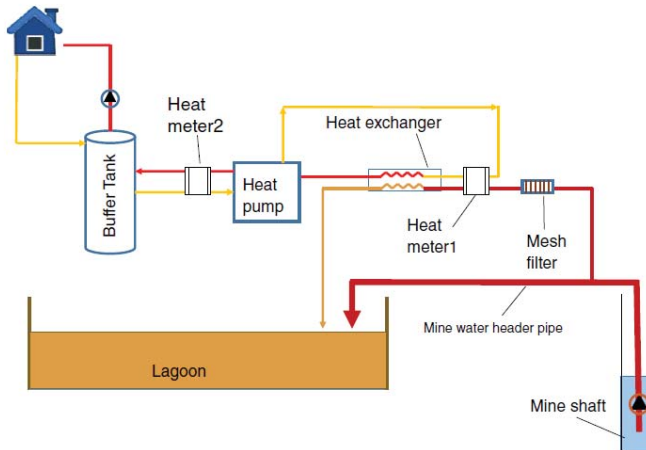 Heat
meter2
Heat exchanger
Buffer Tank
Heat
pump
Heat
meter1
Mesh
filter
Mine water header pipe
Lagoon
Mine shaft